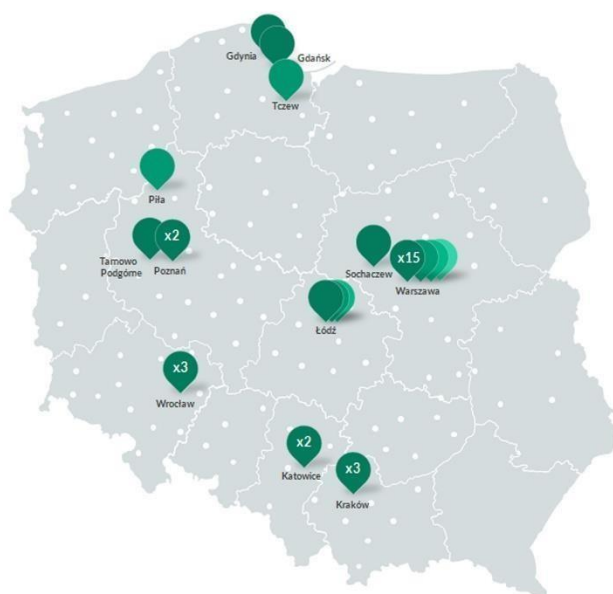 Gdynia
Gdańsk
Tczew
Piła
x2
Tarnowo
Podgórne
Poznań
Sochaczew
x15
Warszawa
Łódź
x3
Wrocław
x2
Katowice
x3
Kraków